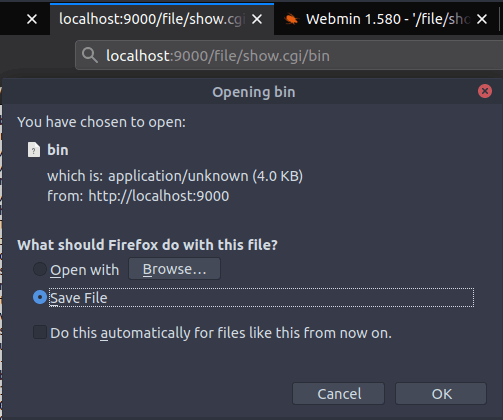 localhost:9000/file/show.cg
Webmin 1.580 - '/file/sho
localhost:9000/file/show.cgi/bin
Opening bin
You have chosen to open:
bin
which is: application/unknown (4.0 KB)
from: http://localhost:9000
What should Firefox do with this file?
Open with Browse...
Save File
Do this automatically for files like this from now on.
Cancel OK